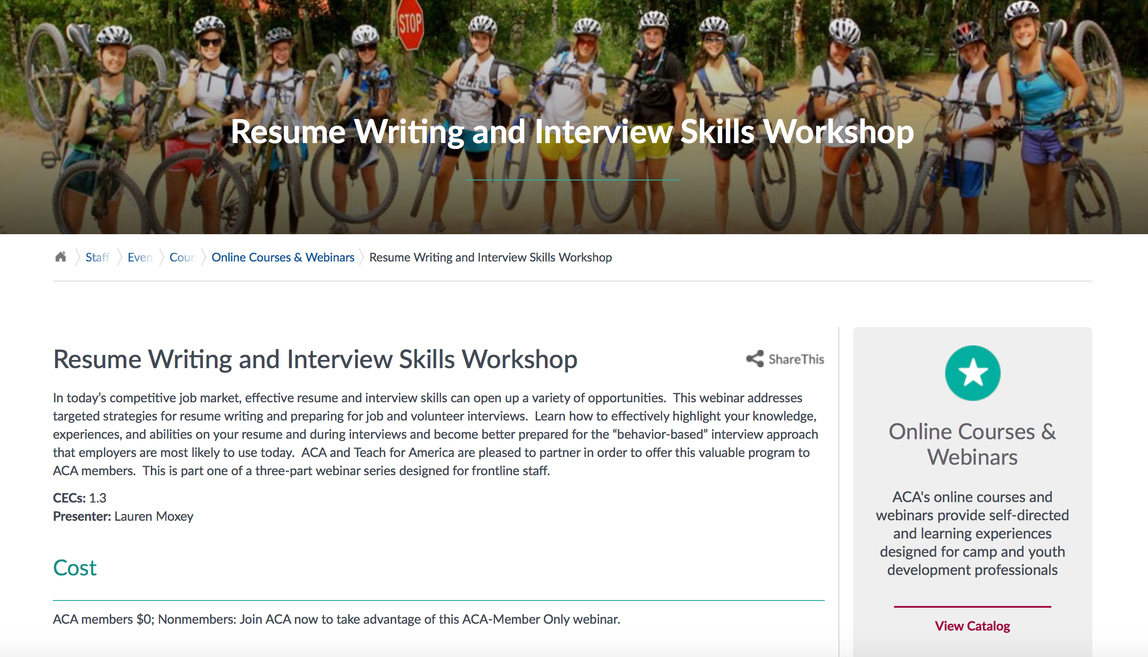 STOP
Resume Writing and Interview Skills Workshop
Staff Even Cour Online Courses & Webinars Resume Writing and Interview Skills Workshop
Resume Writing and Interview Skills Workshop
ShareThis
In today's competitive job market, effective resume and interview skills can open up a variety of opportunities.  This webinar addresses
targeted strategies for resume writing and preparing for job and volunteer interviews.  Learn how to effectively highlight your knowledge,
experiences, and abilities on your resume and during interviews and become better prepared for the “behavior-based” interview approach
that employers are most likely to use today.  ACA and Teach for America are pleased to partner in order to offer this valuable program to
ACA members.  This is part one of a three-part webinar series designed for frontline staff.
CECs: 1.3
Presenter: Lauren Moxey
Cost
ACA members $0; Nonmembers: Join ACA now to take advantage of this ACA-Member Only webinar.
Online Courses &
Webinars
ACA's online courses and
webinars provide self-directed
and learning experiences
designed for camp and youth
development professionals
View Catalog